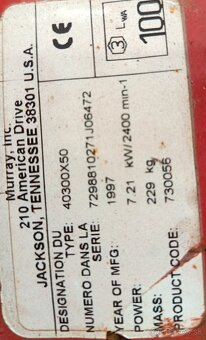 Murray, Inc.
210 American Drive
JACKSON, TENNESSEE 38301 U.S.A.
DESIGNATION DU
TYPE: 40300X50
NUMERO DANS LA
SERIE: 7298810271J06472
YEAR OF MFG.: 1997
POWER: 7 21 kW/2400 min-1
MASS: 229 kg
PRODUCT CODE: 730056
CE
LWA
100